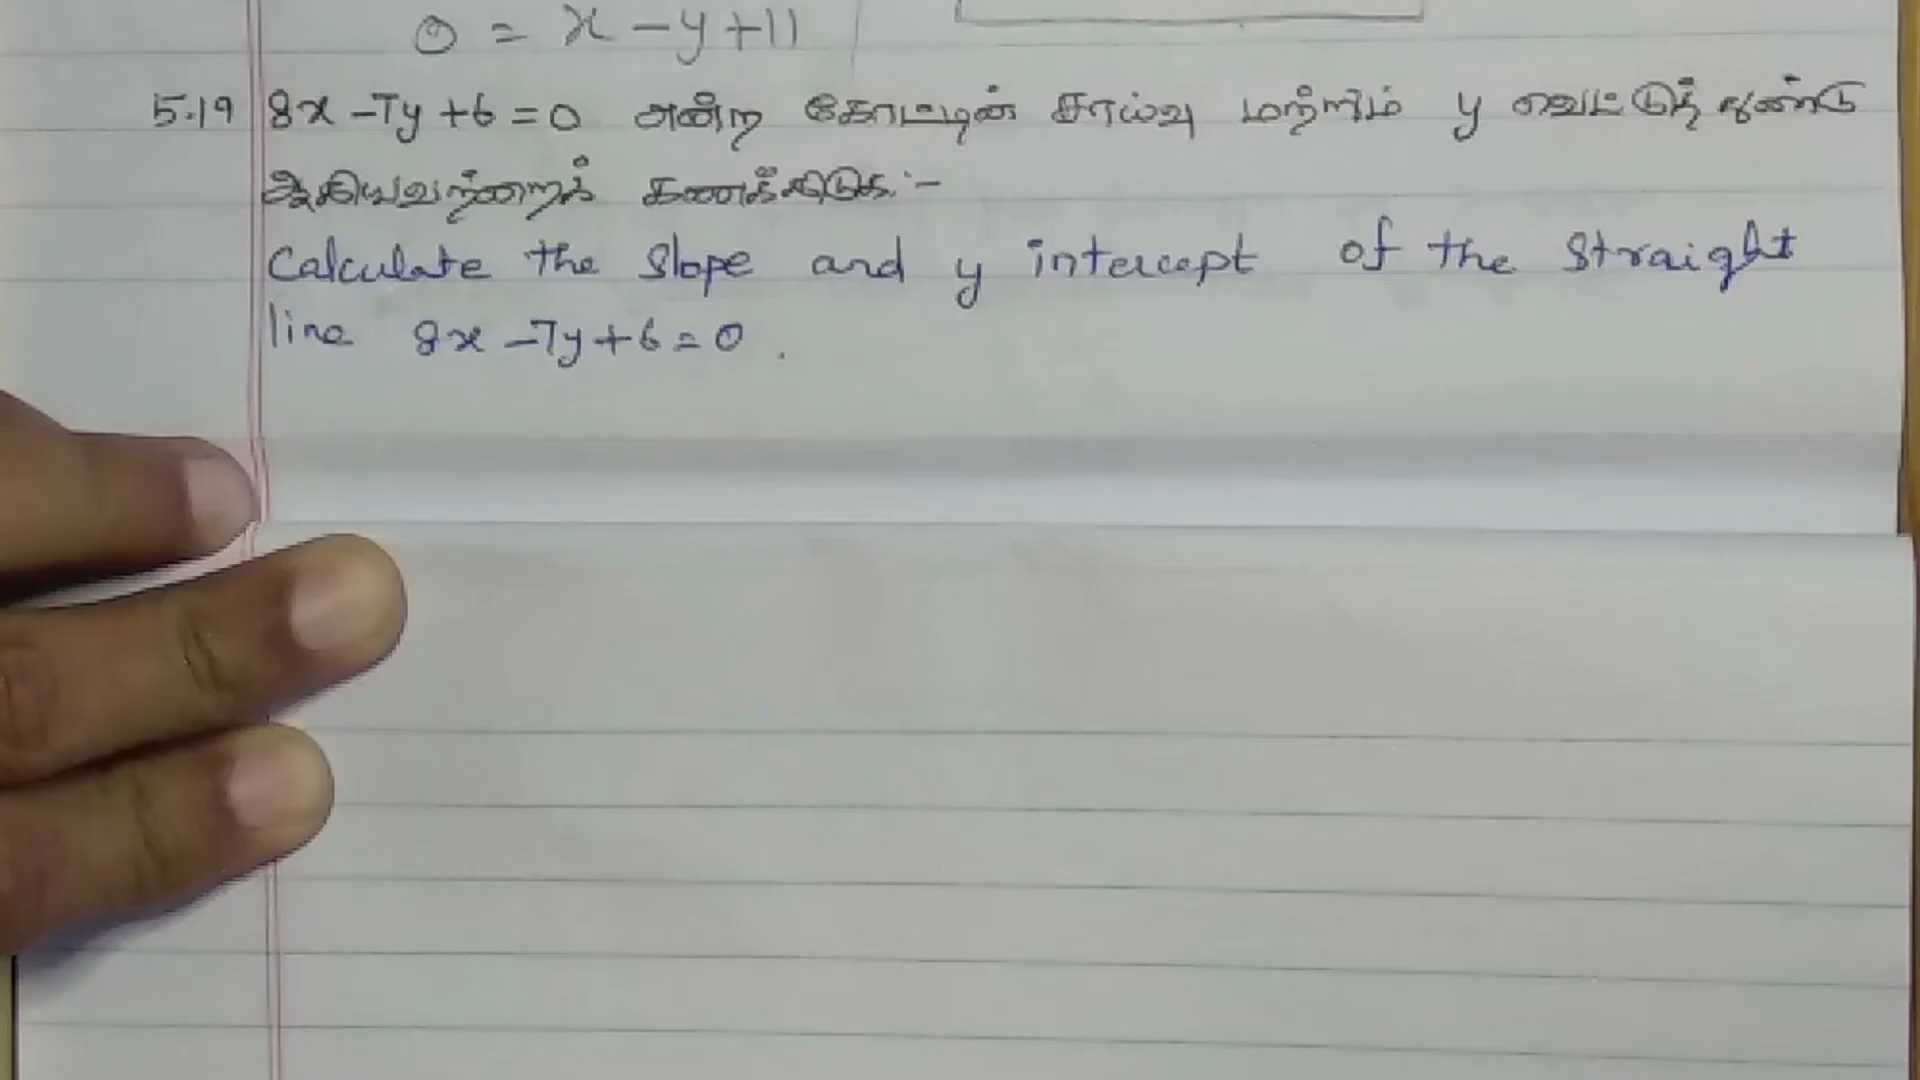 0 = x - y + 11
5.19 8x - 7y + 6 = 0 என்ற கோட்டின் சாய்வு மற்றும் y வெட்டுத் துண்டு
ஆகியவற்றைக் கணக்கிடுக :-
Calculate the slope and y intercept of the straight
line 8x - 7y + 6 = 0 .